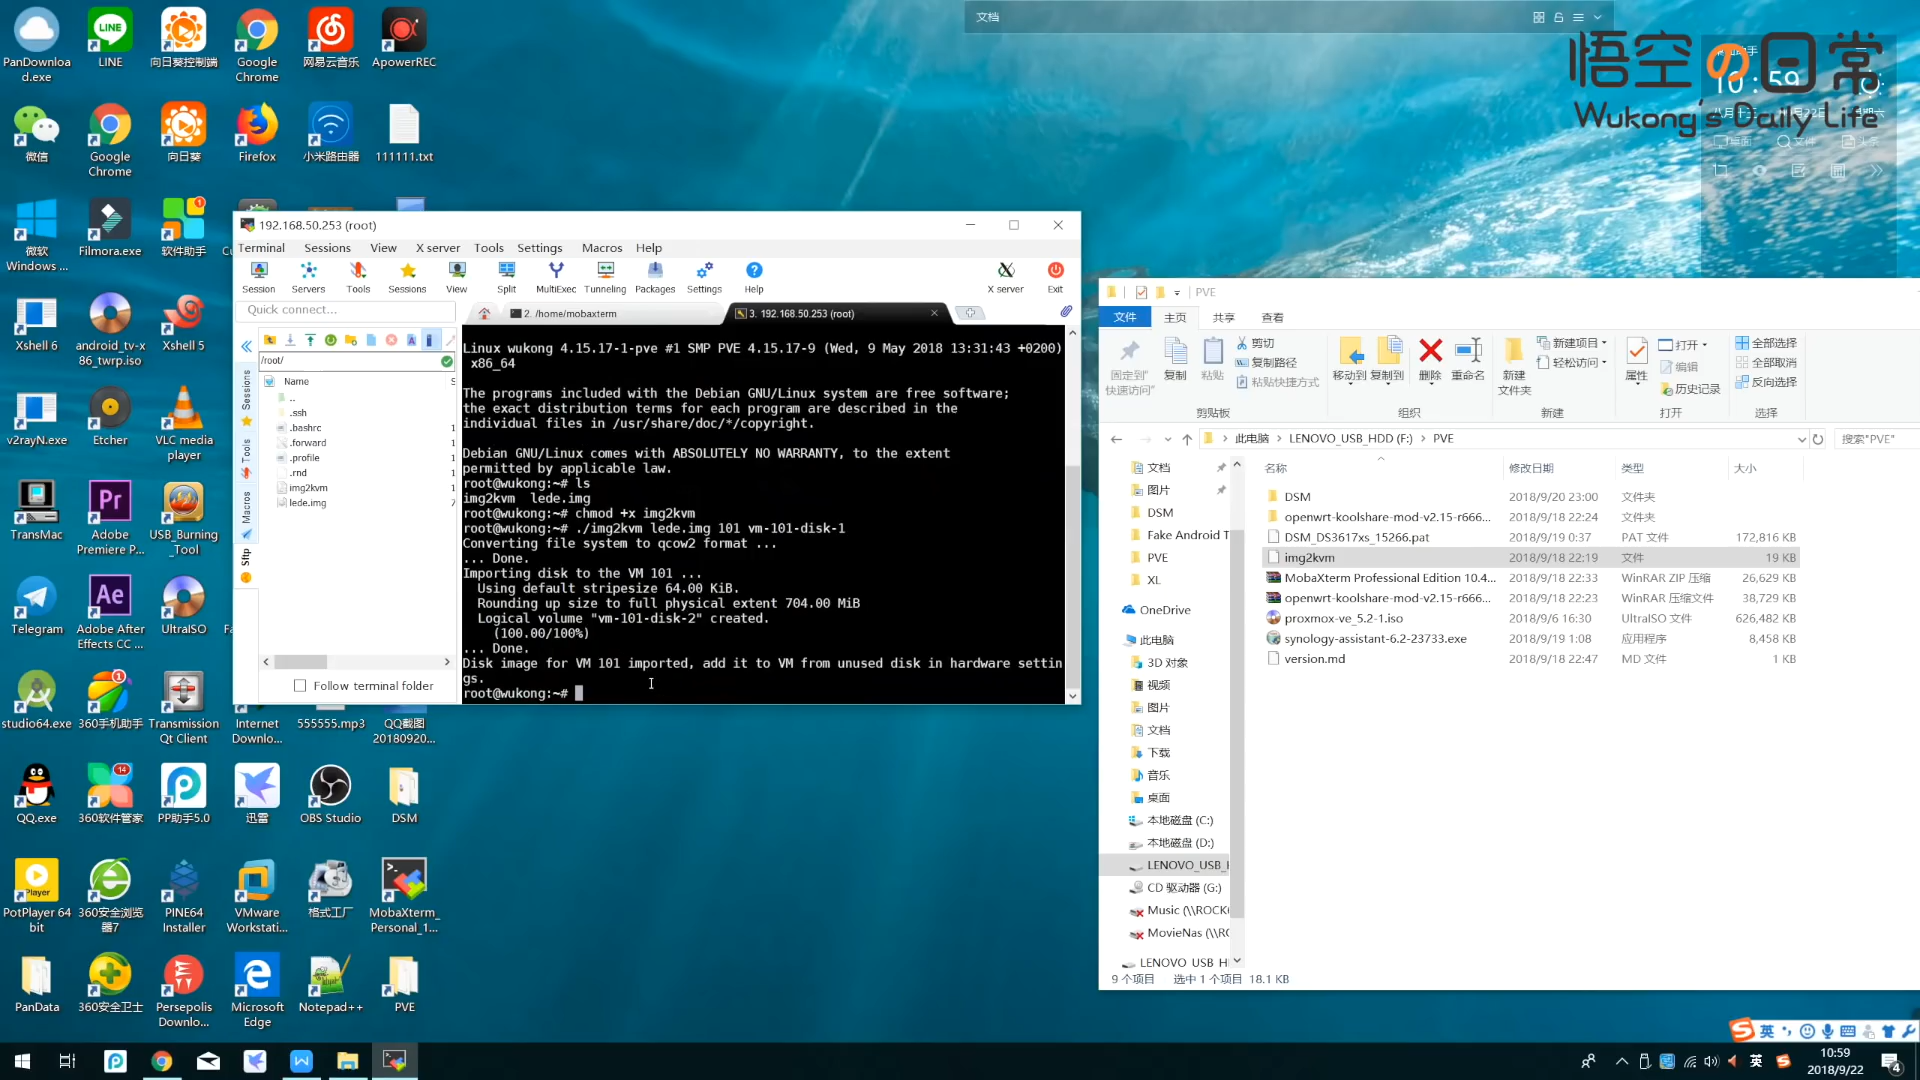 PanDownloa
d.exe
LINE
向日葵控制端
Google
Chrome
网易云音乐
ApowerREC
微信
Google
Chrome
向日葵
Firefox
小米路由器
111111.txt
微软
Windows ...
Filmora.exe
软件助手
Xshell 6
android_tv-x
86_twrp.iso
Xshell 5
v2rayN.exe
Etcher
VLC media
player
TransMac
Adobe
Premiere P...
USB_Burning
_Tool
Telegram
Adobe After
Effects CC ...
UltraISO
studio64.exe
360手机助手
Transmission
Qt Client
Internet
Downlo...
555555.mp3
QQ截图
20180920...
QQ.exe
360软件管家
PP助手5.0
迅雷
OBS Studio
DSM
PotPlayer 64
bit
360安全浏览
器7
PINE64
Installer
VMware
Workstati...
格式工厂
MobaXterm_
Personal_1...
PanData
360安全卫士
Persepolis
Downlo...
Microsoft
Edge
Notepad++
PVE
文档
悟空の日常
Wukong's Daily Life
10:59
192.168.50.253 (root)
Terminal Sessions View X server Tools Settings Macros Help
Session Servers Tools Sessions View Split MultiExec Tunneling Packages Settings Help X server Exit
Quick connect...
2. /home/mobaxterm
3. 192.168.50.253 (root)
/root/
Name
..
.ssh
.bashrc
.forward
.profile
.rnd
img2kvm
lede.img
Sessions
Tools
Macros
Sftp
Follow terminal folder
Linux wukong 4.15.17-1-pve #1 SMP PVE 4.15.17-9 (Wed, 9 May 2018 13:31:43 +0200)
x86_64
The programs included with the Debian GNU/Linux system are free software;
the exact distribution terms for each program are described in the
individual files in /usr/share/doc/*/copyright.
Debian GNU/Linux comes with ABSOLUTELY NO WARRANTY, to the extent
permitted by applicable law.
root@wukong:~# ls
img2kvm lede.img
root@wukong:~# chmod +x img2kvm
root@wukong:~# ./img2kvm lede.img 101 vm-101-disk-1
Converting file system to qcow2 format ...
... Done.
Importing disk to the VM 101 ...
Using default stripesize 64.00 KiB.
Rounding up size to full physical extent 704.00 MiB
Logical volume "vm-101-disk-2" created.
(100.00/100%)
... Done.
Disk image for VM 101 imported, add it to VM from unused disk in hardware settin
gs.
root@wukong:~#
PVE
文件 主页 共享 查看
固定到"
快速访问"
复制
粘贴
剪切
复制路径
粘贴快捷方式
移动到 复制到 删除 重命名
新建
文件夹
新建项目
轻松访问
属性
打开
编辑
历史记录
全部选择
全部取消
反向选择
剪贴板 组织 新建 打开 选择
此电脑 LENOVO_USB_HDD (F:) PVE
搜索"PVE"
文档
图片
DSM
Fake Android T
PVE
XL
OneDrive
此电脑
3D 对象
视频
图片
文档
下载
音乐
桌面
本地磁盘 (C:)
本地磁盘 (D:)
LENOVO_USB_
CD 驱动器 (G:)
Music (\\ROCK
MovieNas (\\RO
LENOVO_USB_H
名称 修改日期 类型 大小
DSM 2018/9/20 23:00 文件夹
openwrt-koolshare-mod-v2.15-r666... 2018/9/18 22:24 文件夹
DSM_DS3617xs_15266.pat 2018/9/19 0:37 PAT 文件 172,816 KB
img2kvm 2018/9/18 22:19 文件 19 KB
MobaXterm Professional Edition 10.4... 2018/9/18 22:33 WinRAR ZIP 压缩 26,629 KB
openwrt-koolshare-mod-v2.15-r666... 2018/9/18 22:23 WinRAR 压缩文件 38,729 KB
proxmox-ve_5.2-1.iso 2018/9/6 16:30 UltraISO 文件 626,482 KB
synology-assistant-6.2-23733.exe 2018/9/19 1:08 应用程序 8,458 KB
version.md 2018/9/18 22:47 MD 文件 1 KB
9 个项目 选中 1 个项目 18.1 KB
英
英
10:59
2018/9/22
4